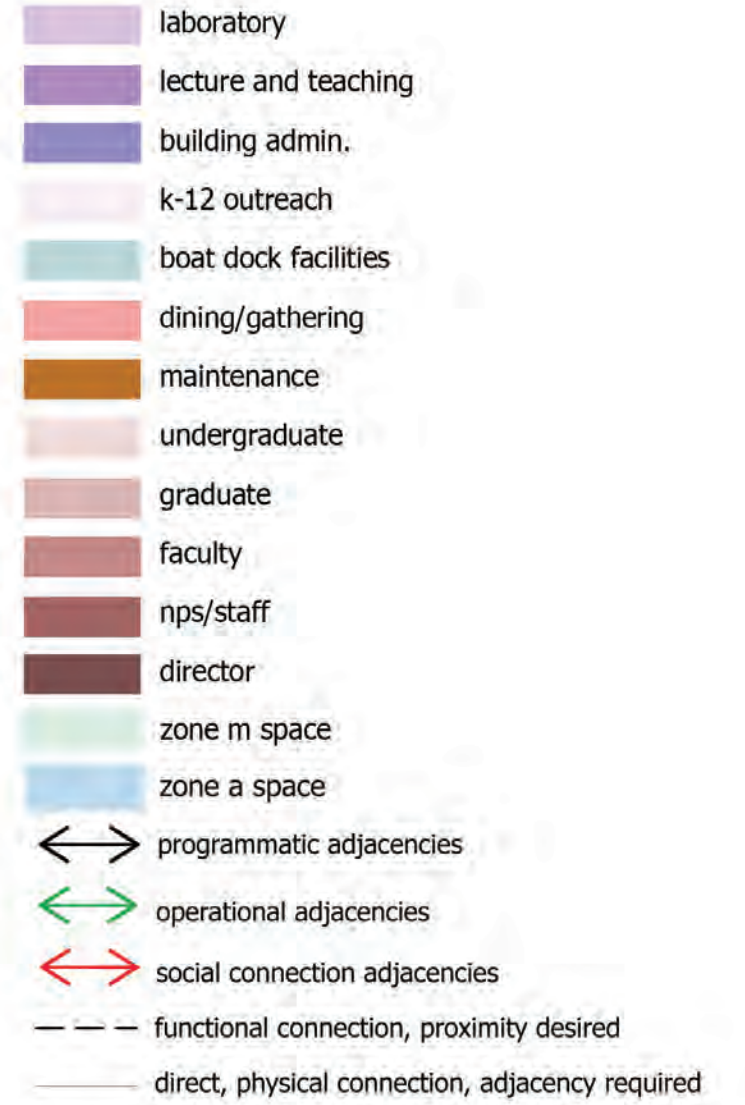 laboratory
lecture and teaching
building admin.
k-12 outreach
boat dock facilities
dining/gathering
maintenance
undergraduate
graduate
faculty
nps/staff
director
zone m space
zone a space
programmatic adjacencies
operational adjacencies
social connection adjacencies
functional connection, proximity desired
direct, physical connection, adjacency required